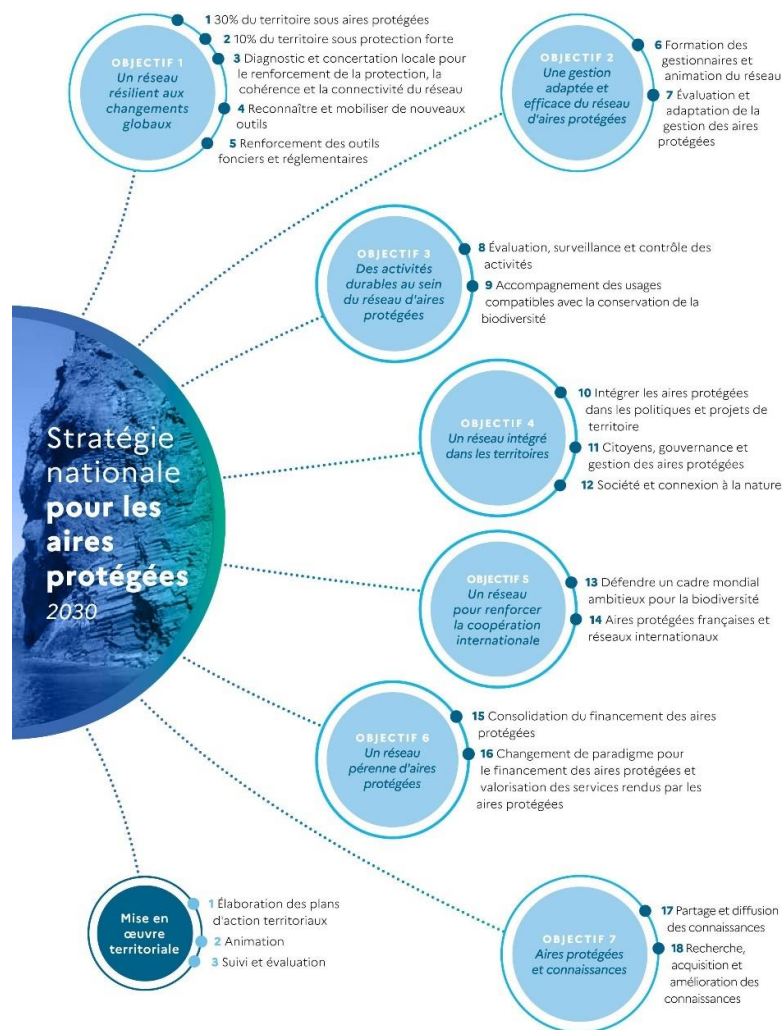 Stratégie
nationale
pour les
aires
protégées
2030
OBJECTIF 1
Un réseau
résilient aux
changements
globaux
1 30% du territoire sous aires protégées
2 10% du territoire sous protection forte
3 Diagnostic et concertation locale pour
le renforcement de la protection, la
cohérence et la connectivité du réseau
4 Reconnaître et mobiliser de nouveaux
outils
5 Renforcement des outils
fonciers et réglementaires
OBJECTIF 2
Une gestion
adaptée et
efficace du réseau
d'aires protégées
6 Formation des
gestionnaires et
animation du réseau
7 Évaluation et
adaptation de la
gestion des aires
protégées
OBJECTIF 3
Des activités
durables au sein
du réseau d'aires
protégées
8 Évaluation, surveillance et contrôle des
activités
9 Accompagnement des usages
compatibles avec la conservation de la
biodiversité
OBJECTIF 4
Un réseau intégré
dans les territoires
10 Intégrer les aires protégées
dans les politiques et projets de
territoire
11 Citoyens, gouvernance et
gestion des aires protégées
12 Société et connexion à la nature
OBJECTIF 5
Un réseau
pour renforcer
la coopération
internationale
13 Défendre un cadre mondial
ambitieux pour la biodiversité
14 Aires protégées françaises et
réseaux internationaux
OBJECTIF 6
Un réseau
pérenne d'aires
protégées
15 Consolidation du financement des aires
protégées
16 Changement de paradigme pour
le financement des aires protégées et
valorisation des services rendus par les
aires protégées
OBJECTIF 7
Aires protégées
et connaissances
17 Partage et diffusion
des connaissances
18 Recherche,
acquisition et
amélioration des
connaissances
Mise en
œuvre
territoriale
1 Élaboration des plans
d'action territoriaux
2 Animation
3 Suivi et évaluation